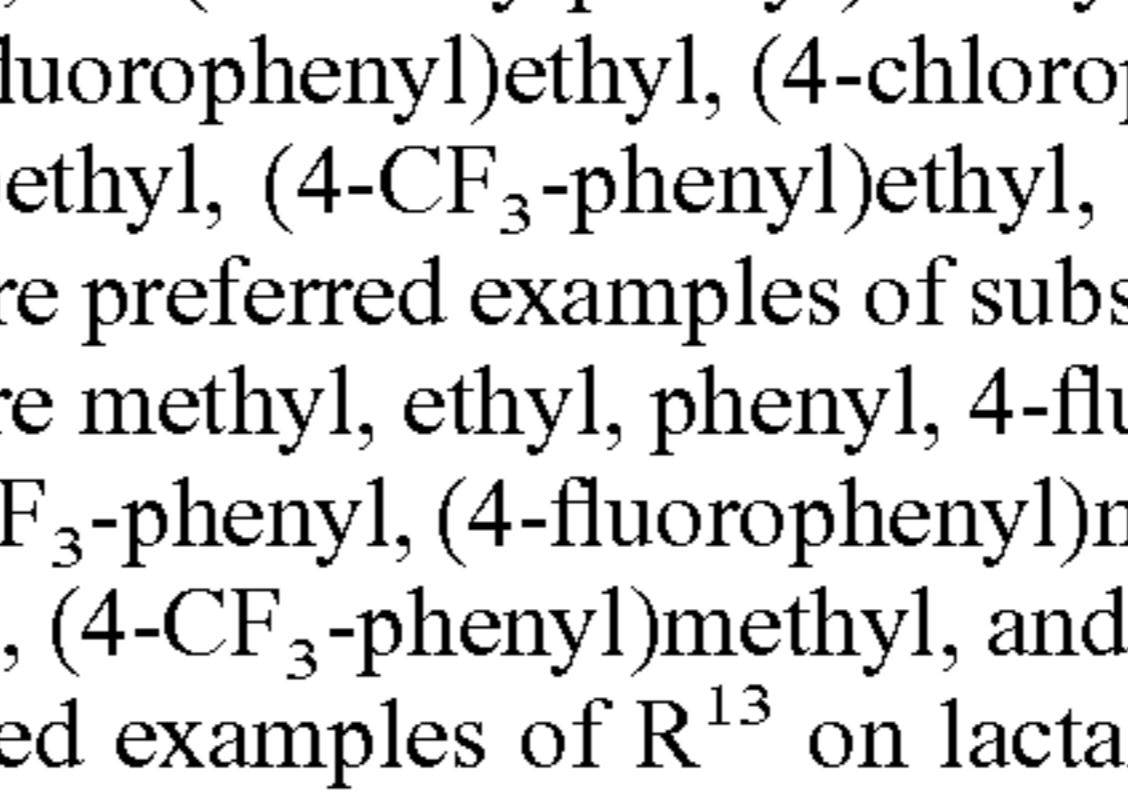 luorophenyl)ethyl, (4-chlorop
ethyl, (4-CF₃-phenyl)ethyl,
re preferred examples of subs
re methyl, ethyl, phenyl, 4-flu
F₃-phenyl, (4-fluorophenyl)m
, (4-CF₃-phenyl)methyl, and
ed examples of R¹³ on lacta